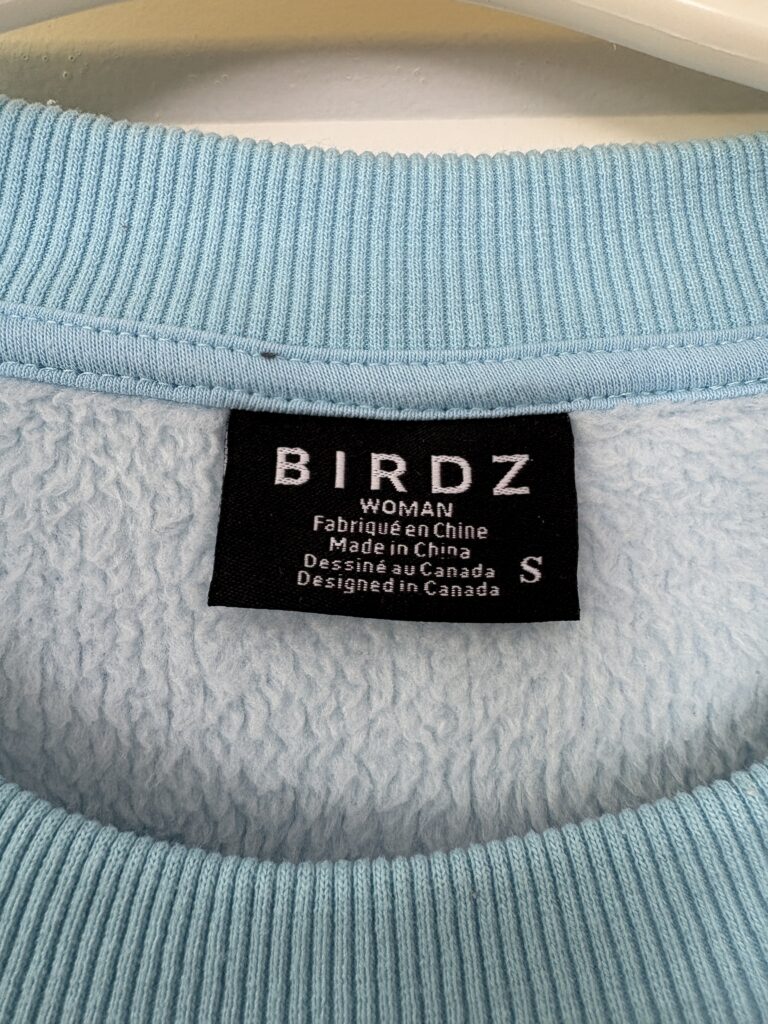 BIRDZ
WOMAN
Fabriqué en Chine
Made in China
Dessiné au Canada
Designed in Canada
S